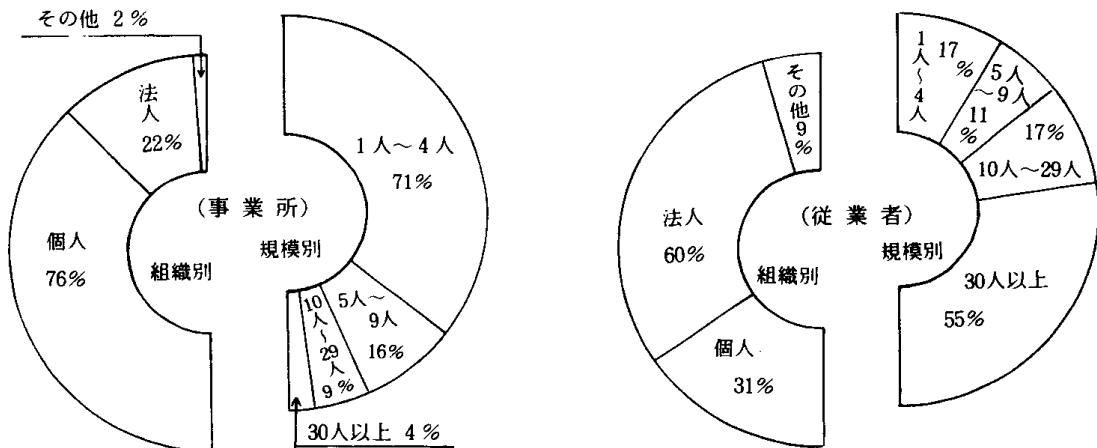 その他 2%
法人
22%
個人
76%
組織別
(事業所)
規模別
1人~4人
71%
5人~
9人
16%
10人~29人
9%
30人以上 4%
その他9%
法人
60%
個人
31%
組織別
(従業者)
規模別
1人~4人
17%
5人~9人
11%
17%
10人~29人
30人以上
55%